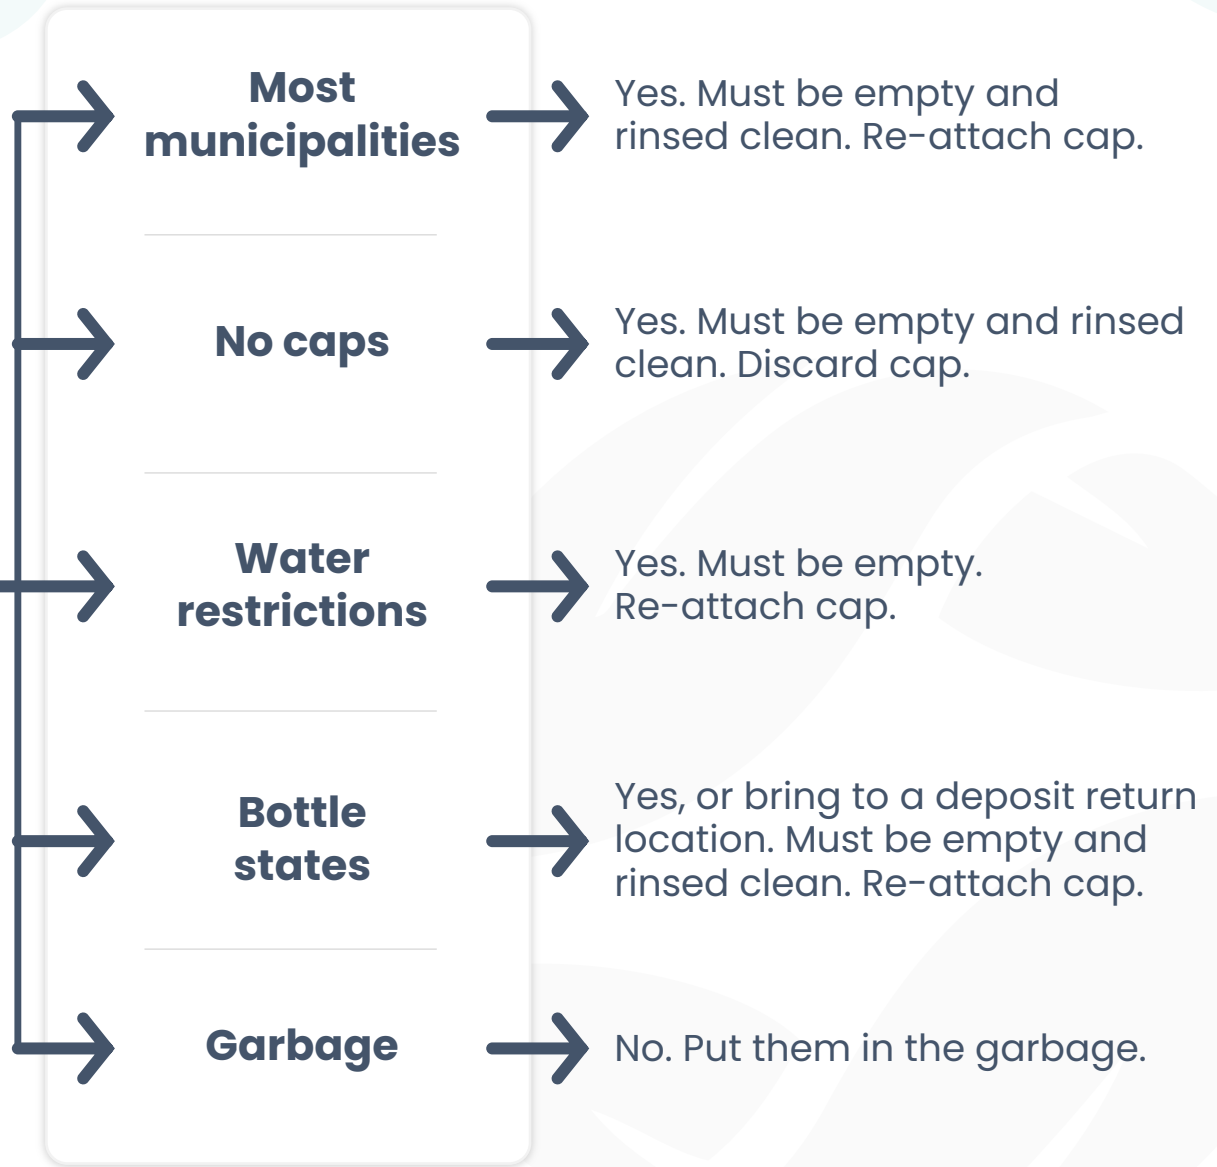 Most
municipalities
Yes. Must be empty and
rinsed clean. Re-attach cap.
No caps
Yes. Must be empty and rinsed
clean. Discard cap.
Water
restrictions
Yes. Must be empty.
Re-attach cap.
Bottle
states
Yes, or bring to a deposit return
location. Must be empty and
rinsed clean. Re-attach cap.
Garbage
No. Put them in the garbage.